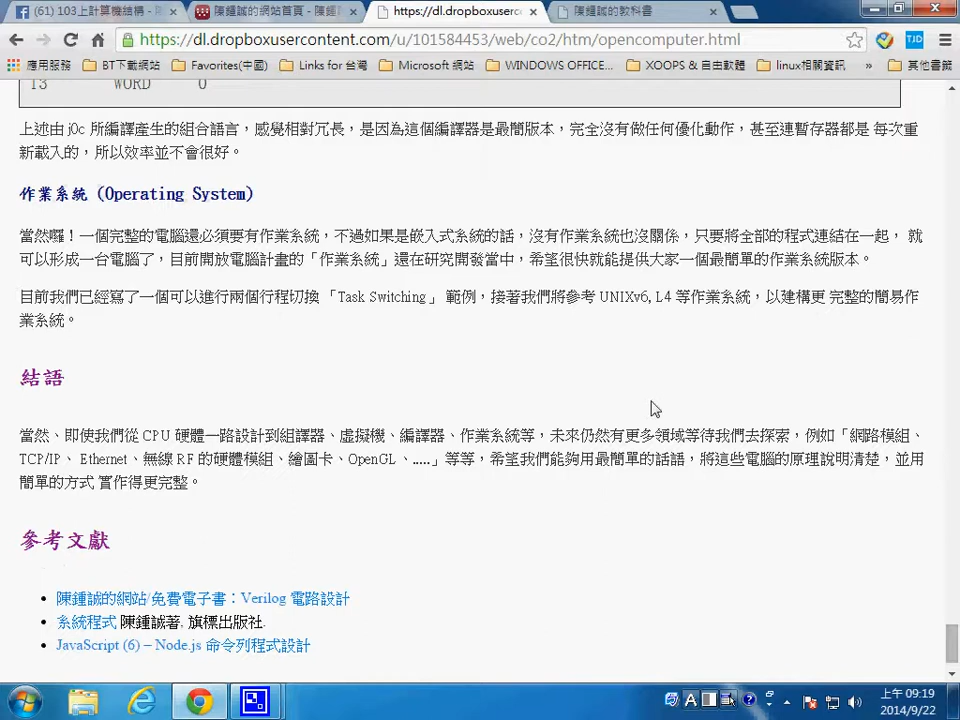 (61) 103上計算機結構 -
陳鍾誠的網站首頁 - 陳鍾
https://dl.dropboxuserc
陳鍾誠的教科書
https://dl.dropboxusercontent.com/u/101584453/web/co2/htm/opencomputer.html
TJD
應用服務 BT下載網站 Favorites(中國) Links for 台灣 Microsoft 網站 WINDOWS OFFICE... XOOPS & 自由軟體 linux相關資訊 » 其他書籤
13 WORD 0
上述由 j0c 所編譯產生的組合語言，感覺相對冗長，是因為這個編譯器是最簡版本，完全沒有做任何優化動作，甚至連暫存器都是 每次重
新載入的，所以效率並不會很好。
作業系統 (Operating System)
當然囉！一個完整的電腦還必須要有作業系統，不過如果是嵌入式系統的話，沒有作業系統也沒關係，只要將全部的程式連結在一起， 就
可以形成一台電腦了，目前開放電腦計畫的「作業系統」還在研究開發當中，希望很快就能提供大家一個最簡單的作業系統版本。
目前我們已經寫了一個可以進行兩個行程切換 「Task Switching」 範例，接著我們將參考 UNIXv6, L4 等作業系統，以建構更 完整的簡易作
業系統。
結語
當然、即使我們從 CPU 硬體一路設計到組譯器、虛擬機、編譯器、作業系統等，未來仍然有更多領域等待我們去探索，例如「網路模組、
TCP/IP、 Ethernet、無線 RF 的硬體模組、繪圖卡、OpenGL 、.....」等等，希望我們能夠用最簡單的話語，將這些電腦的原理說明清楚，並用
簡單的方式 實作得更完整。
參考文獻
• 陳鍾誠的網站/免費電子書：Verilog 電路設計
• 系統程式 陳鍾誠著, 旗標出版社.
• JavaScript (6) – Node.js 命令列程式設計
A
上午 09:19
2014/9/22